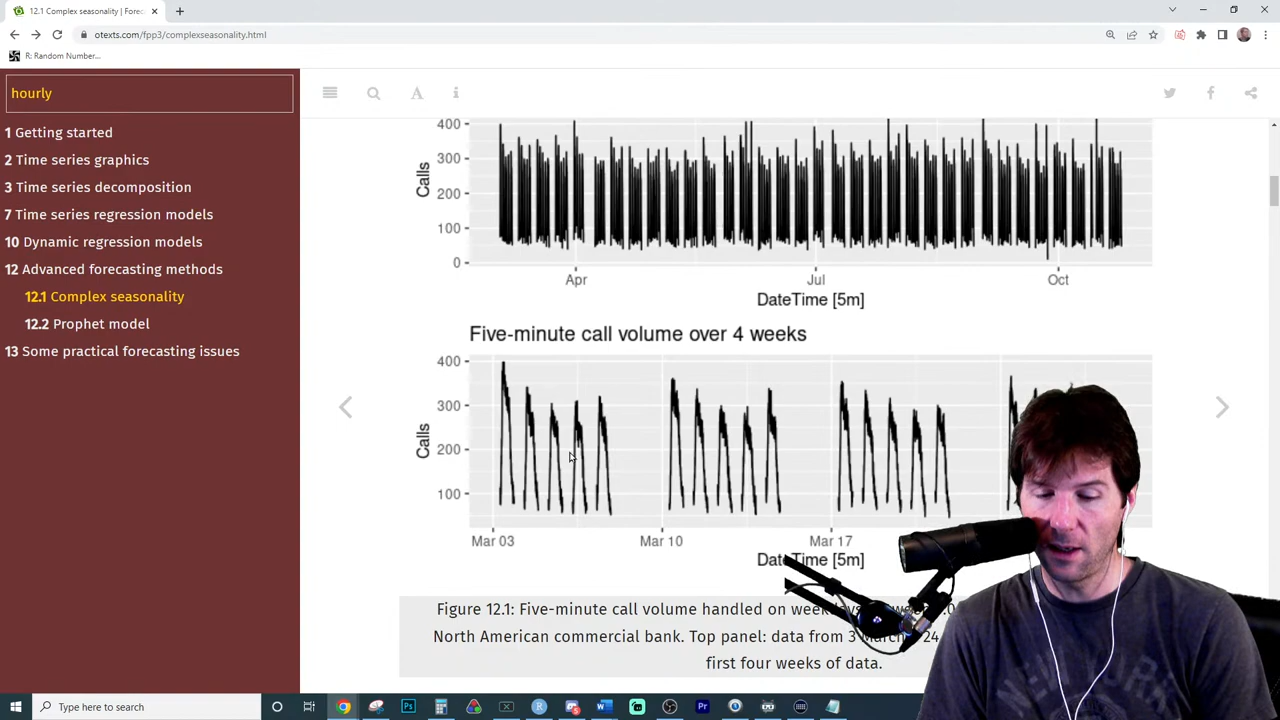 12.1 Complex seasonality | Forec
otexts.com/fpp3/complexseasonality.html
R: Random Number...
hourly
1 Getting started
2 Time series graphics
3 Time series decomposition
7 Time series regression models
10 Dynamic regression models
12 Advanced forecasting methods
12.1 Complex seasonality
12.2 Prophet model
13 Some practical forecasting issues
400
300
200
100
0
Calls
Apr
Jul
Oct
DateTime [5m]
Five-minute call volume over 4 weeks
400
300
200
100
Calls
Mar 03
Mar 10
Mar 17
DateTime [5m]
Figure 12.1: Five-minute call volume handled on weekdays
North American commercial bank. Top panel: data from 3 March 24
first four weeks of data.
Type here to search